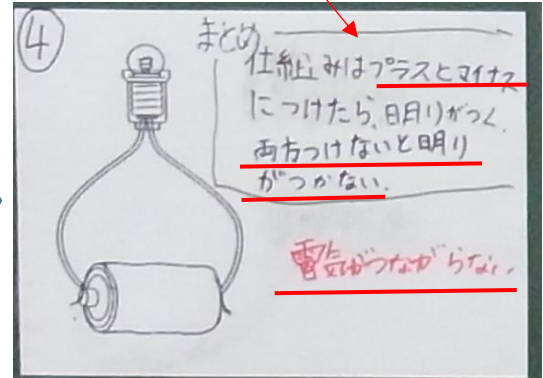 ④
まとめ
仕組みはプラスとマイナス
につけたら、明りがつく、
両方つけないと明り
がつかない。
電気がつながらない。